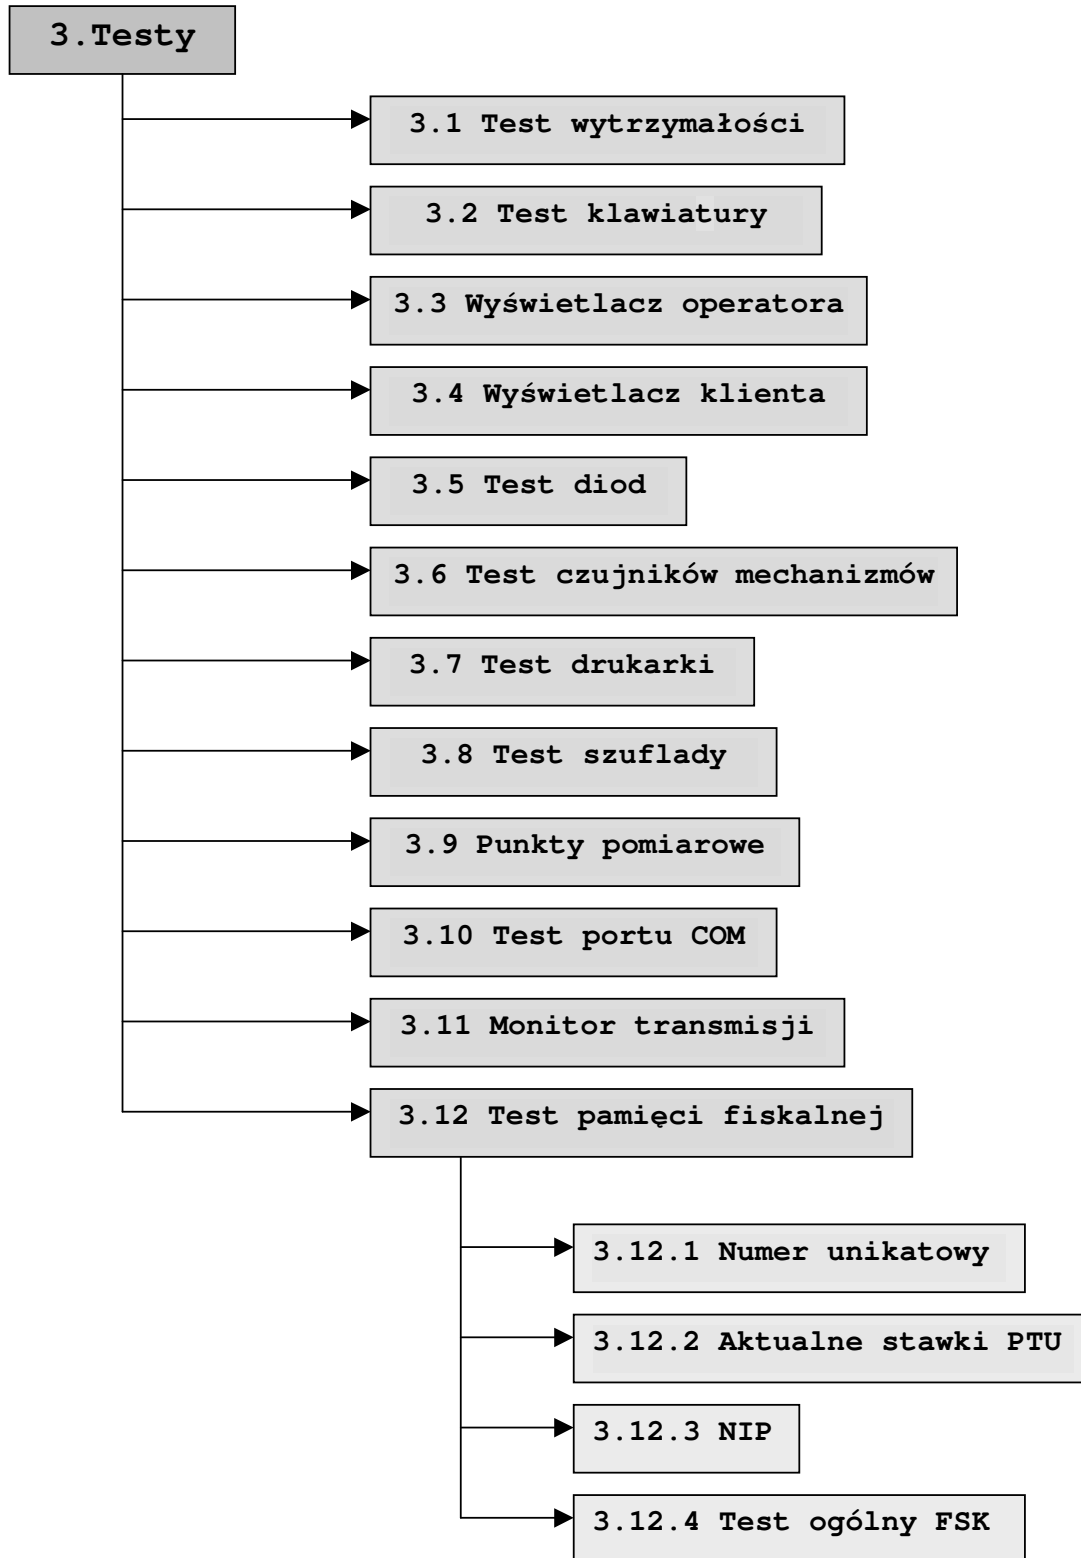 3.Testy
3.1 Test wytrzymałości
3.2 Test klawiatury
3.3 Wyświetlacz operatora
3.4 Wyświetlacz klienta
3.5 Test diod
3.6 Test czujników mechanizmów
3.7 Test drukarki
3.8 Test szuflady
3.9 Punkty pomiarowe
3.10 Test portu COM
3.11 Monitor transmisji
3.12 Test pamięci fiskalnej
3.12.1 Numer unikatowy
3.12.2 Aktualne stawki PTU
3.12.3 NIP
3.12.4 Test ogólny FSK